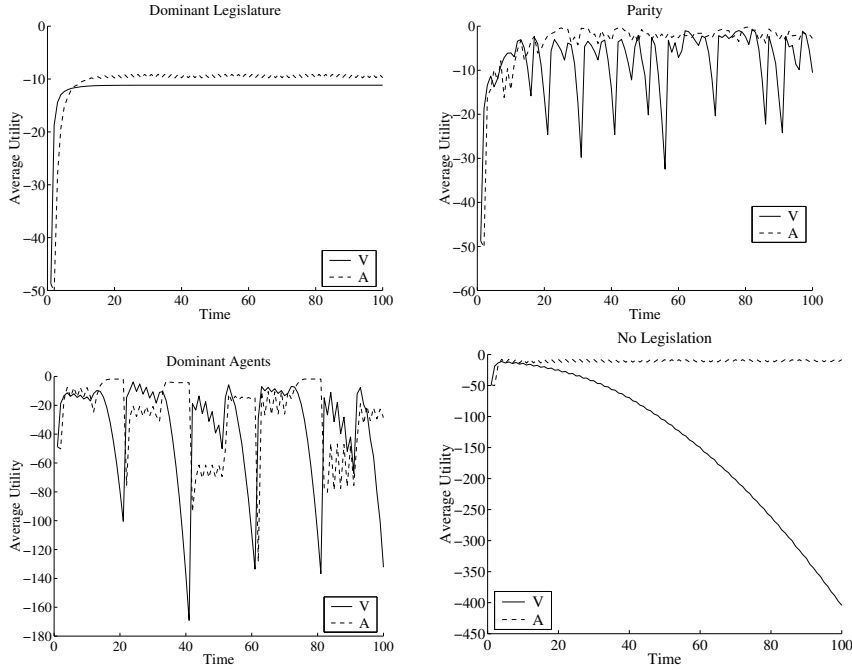 Dominant Legislature
0
−10
−20
−30
−40
−50
Average Utility
0 20 40 60 80 100
Time
V
A
Parity
0
−10
−20
−30
−40
−50
−60
Average Utility
0 20 40 60 80 100
Time
V
A
Dominant Agents
0
−20
−40
−60
−80
−100
−120
−140
−160
−180
Average Utility
0 20 40 60 80 100
Time
V
A
No Legislation
0
−50
−100
−150
−200
−250
−300
−350
−400
−450
Average Utility
0 20 40 60 80 100
Time
V
A